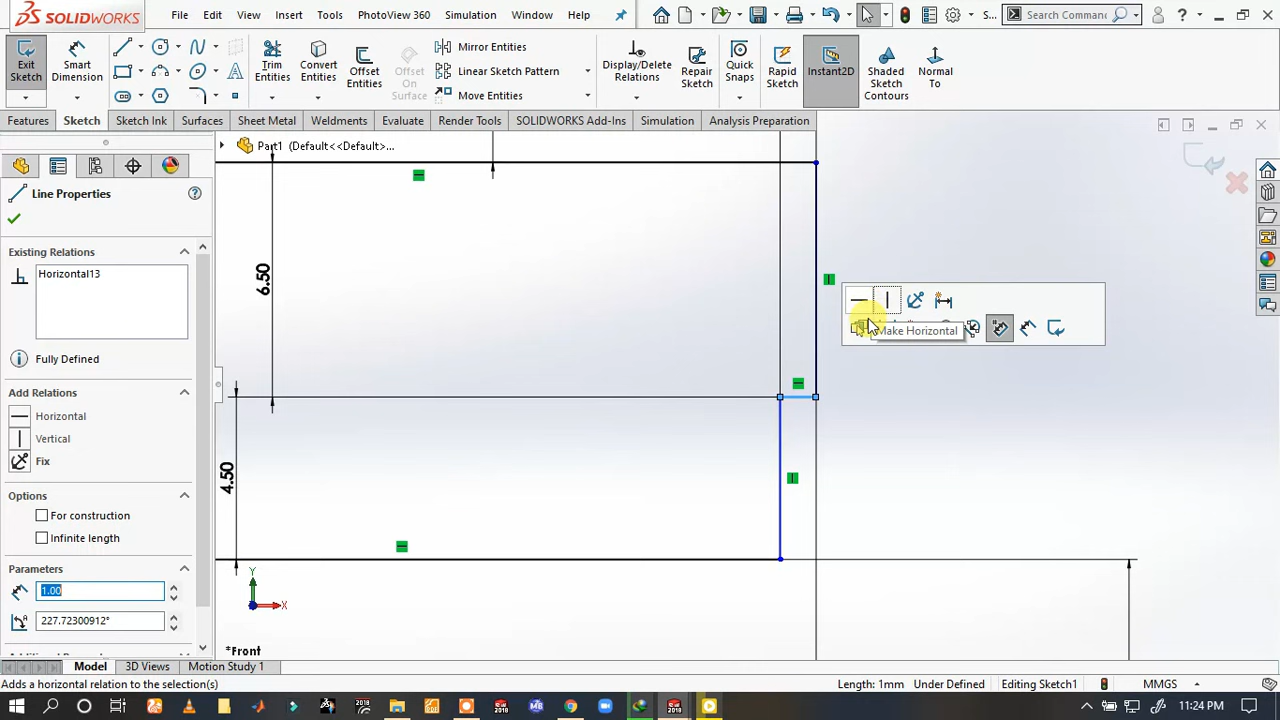 SOLIDWORKS File Edit View Insert Tools PhotoView 360 Simulation Window Help S... Search Comman
Exit Sketch Smart Dimension Trim Entities Convert Entities Offset Entities Offset On Surface Mirror Entities Linear Sketch Pattern Move Entities Display/Delete Relations Repair Sketch Quick Snaps Rapid Sketch Instant2D Shaded Sketch Contours Normal To
Features Sketch Sketch Ink Surfaces Sheet Metal Weldments Evaluate Render Tools SOLIDWORKS Add-Ins Simulation Analysis Preparation
Part1 (Default<<Default>...
Line Properties
Existing Relations
Horizontal13
6.50
Make Horizontal
Fully Defined
Add Relations
Horizontal
Vertical
Fix
4.50
Options
For construction
Infinite length
Parameters
1.00
227.72300912°
Y
X
*Front
Model 3D Views Motion Study 1
Adds a horizontal relation to the selection(s) Length: 1mm Under Defined Editing Sketch1 MMGS
11:24 PM